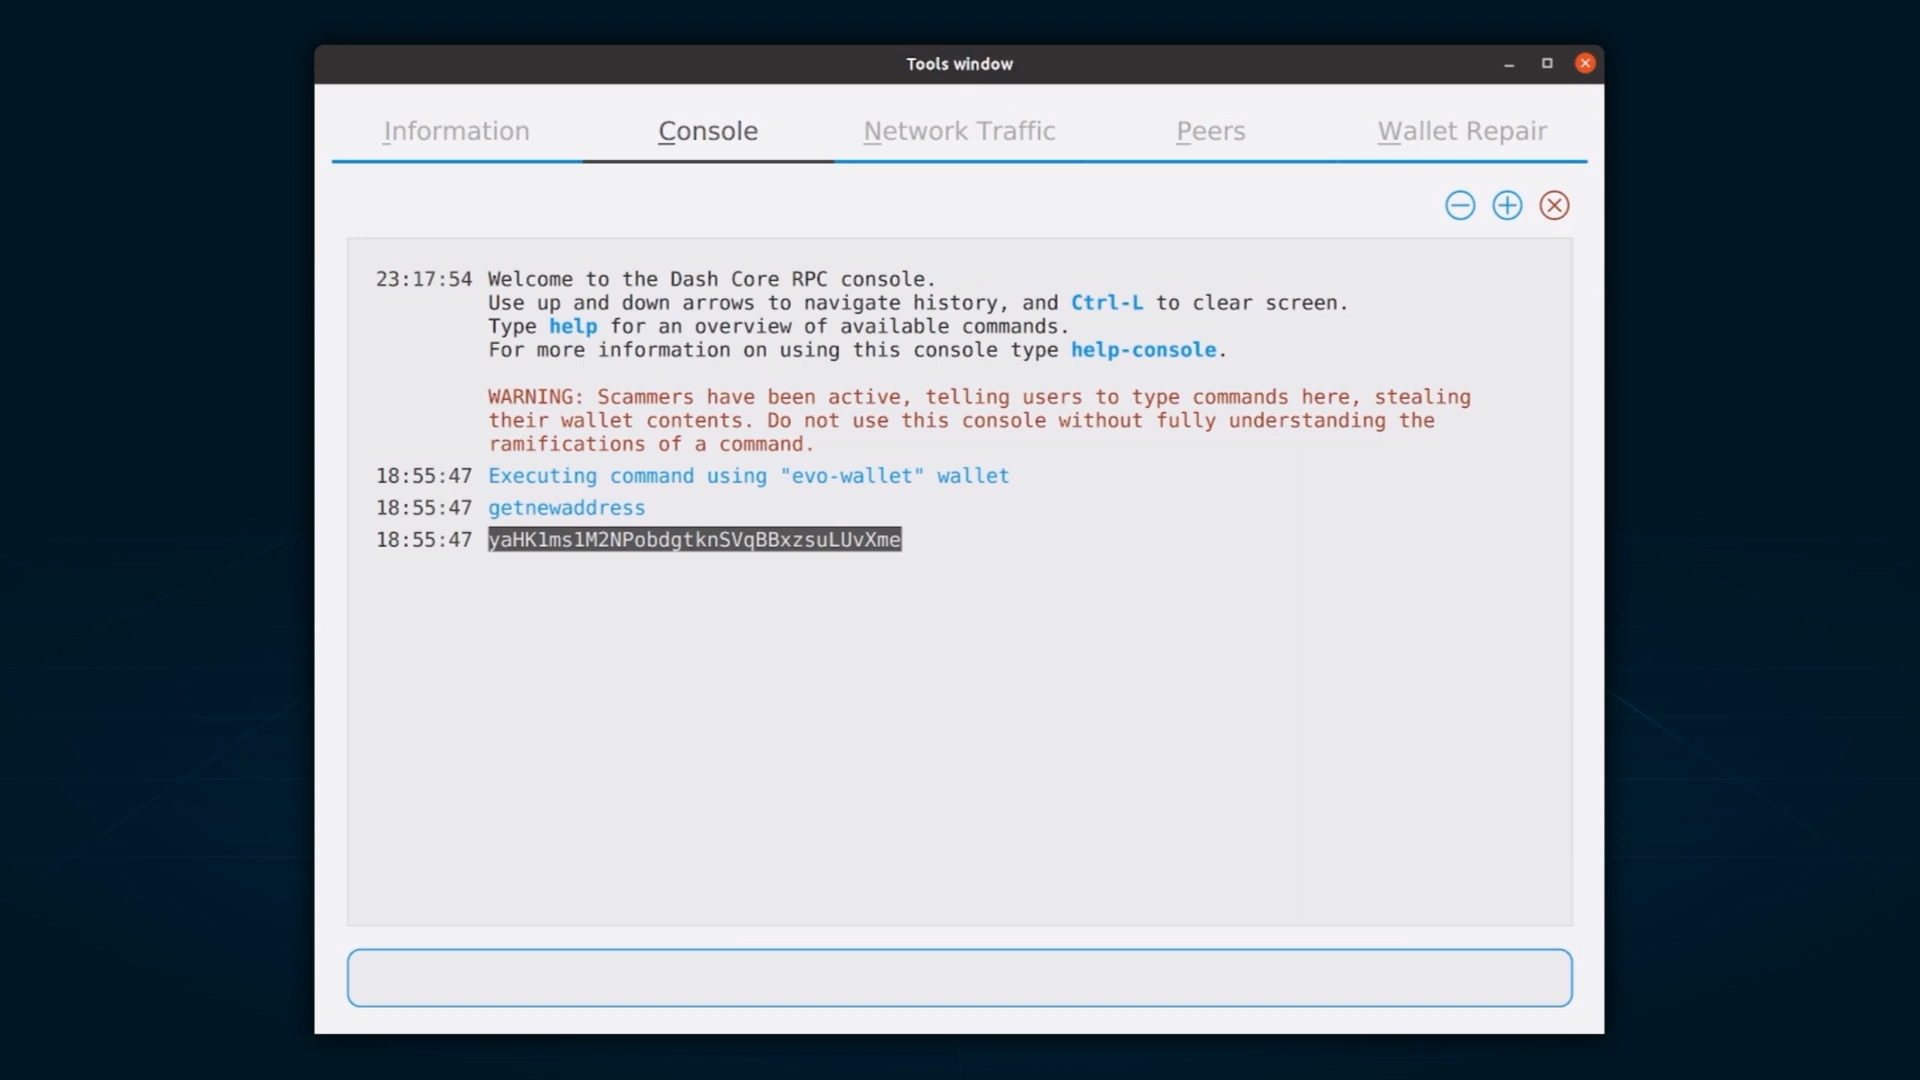 Tools window
Information Console Network Traffic Peers Wallet Repair
23:17:54 Welcome to the Dash Core RPC console.
Use up and down arrows to navigate history, and Ctrl-L to clear screen.
Type help for an overview of available commands.
For more information on using this console type help-console.
WARNING: Scammers have been active, telling users to type commands here, stealing
their wallet contents. Do not use this console without fully understanding the
ramifications of a command.
18:55:47 Executing command using "evo-wallet" wallet
18:55:47 getnewaddress
18:55:47 yaHK1ms1M2NPobdgtknSVqBBxzsuLUvXme